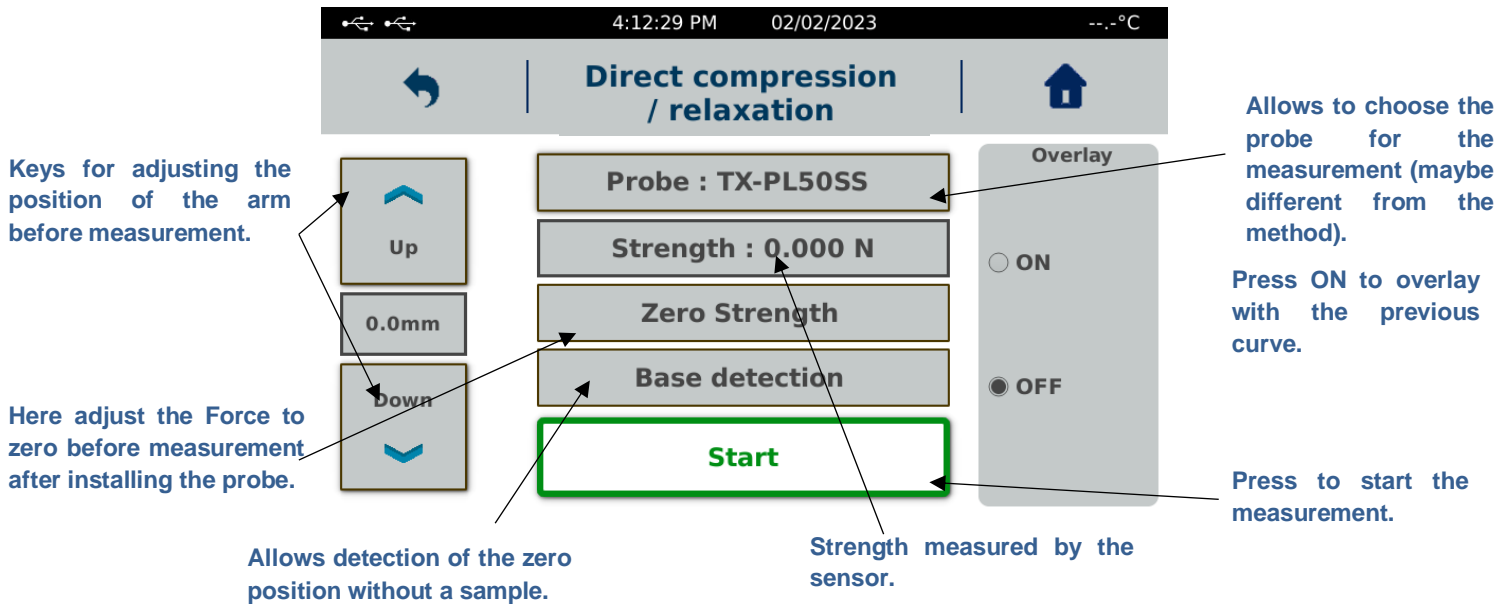 4:12:29 PM 02/02/2023 --.-°C
Direct compression
/ relaxation
Keys for adjusting the
position of the arm
before measurement.
Up
0.0mm
Down
Here adjust the Force to
zero before measurement
after installing the probe.
Probe : TX-PL50SS
Strength : 0.000 N
Zero Strength
Base detection
Start
Overlay
ON
OFF
Allows to choose the
probe for the
measurement (maybe
different from the
method).
Press ON to overlay
with the previous
curve.
Press to start the
measurement.
Allows detection of the zero
position without a sample.
Strength measured by the
sensor.